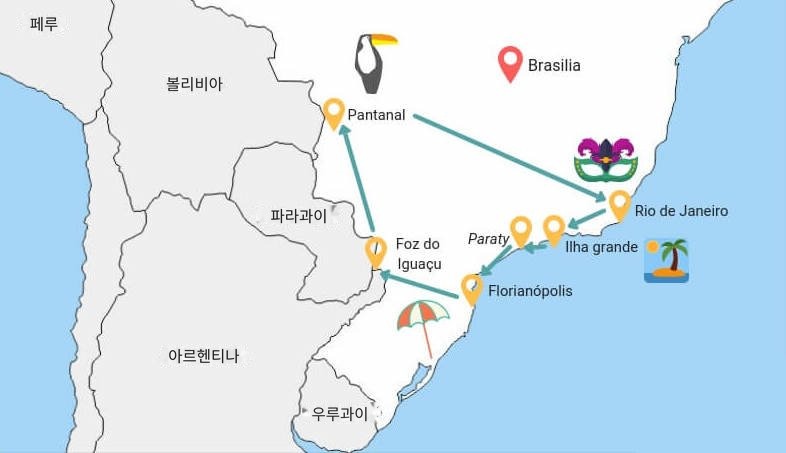 페루
볼리비아
Brasilia
Pantanal
파라과이
Rio de Janeiro
Paraty
Foz do
Iguaçu
Ilha grande
Florianópolis
아르헨티나
우루과이